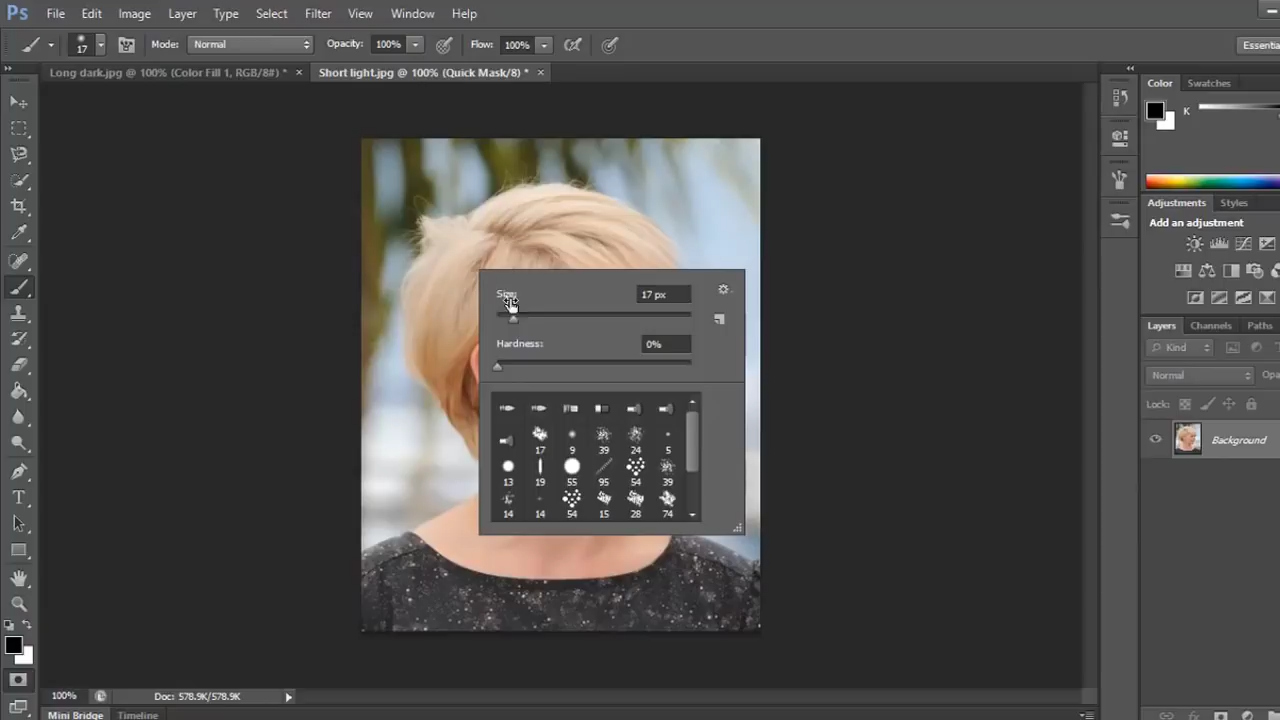 Ps File Edit Image Layer Type Select Filter View Window Help
17 Mode: Normal Opacity: 100% Flow: 100% Essentia
Long dark.jpg @ 100% (Color Fill 1, RGB/8#) * × Short light.jpg @ 100% (Quick Mask/8) * ×
Color Swatches
K
Adjustments Styles
Add an adjustment
Size: 17 px
Hardness: 0%
17 9 39 24 5
13 19 55 95 54 39
14 14 54 15 28 74
Layers Channels Paths
Kind
Normal Opa
Lock:
Background
T
100% Doc: 578.9K/578.9K
Mini Bridge Timeline